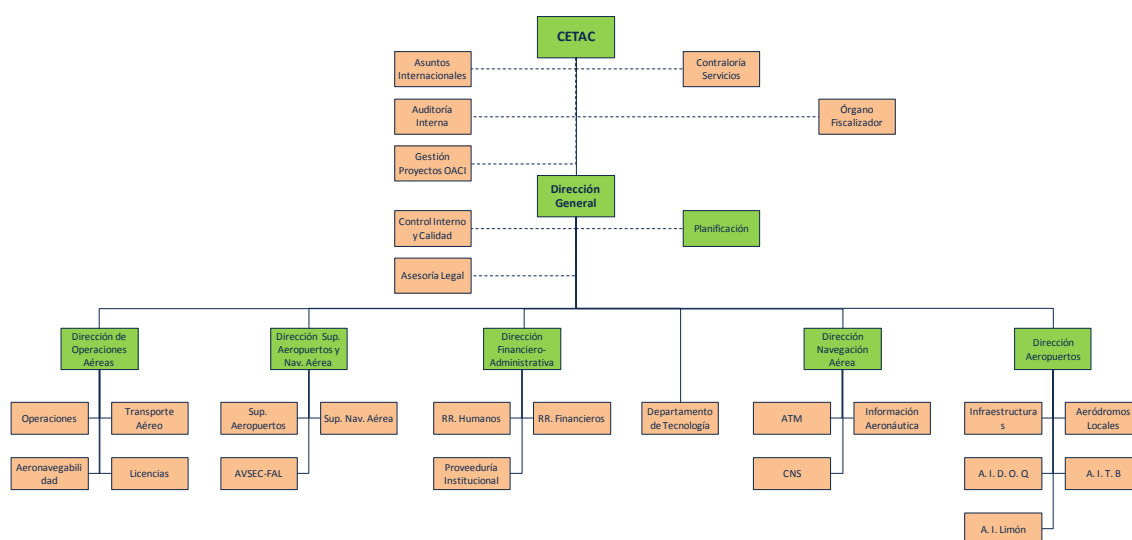 CETAC
Asuntos
Internacionales
Contraloría
Servicios
Auditoría
Interna
Órgano
Fiscalizador
Gestión
Proyectos OACI
Dirección
General
Control Interno
y Calidad
Planificación
Asesoría Legal
Dirección de
Operaciones
Aéreas
Dirección Sup.
Aeropuertos y
Nav. Aérea
Dirección
Financiero-
Administrativa
Dirección
Navegación
Aérea
Dirección
Aeropuertos
Operaciones
Transporte
Aéreo
Sup.
Aeropuertos
Sup. Nav. Aérea
RR. Humanos
RR. Financieros
Departamento
de Tecnología
ATM
Información
Aeronáutica
Infraestructura
s
Aeródromos
Locales
Aeronavegabili
dad
Licencias
AVSEC-FAL
Proveeduría
Institucional
CNS
A. I. D. O. Q
A. I. T. B
A. I. Limón